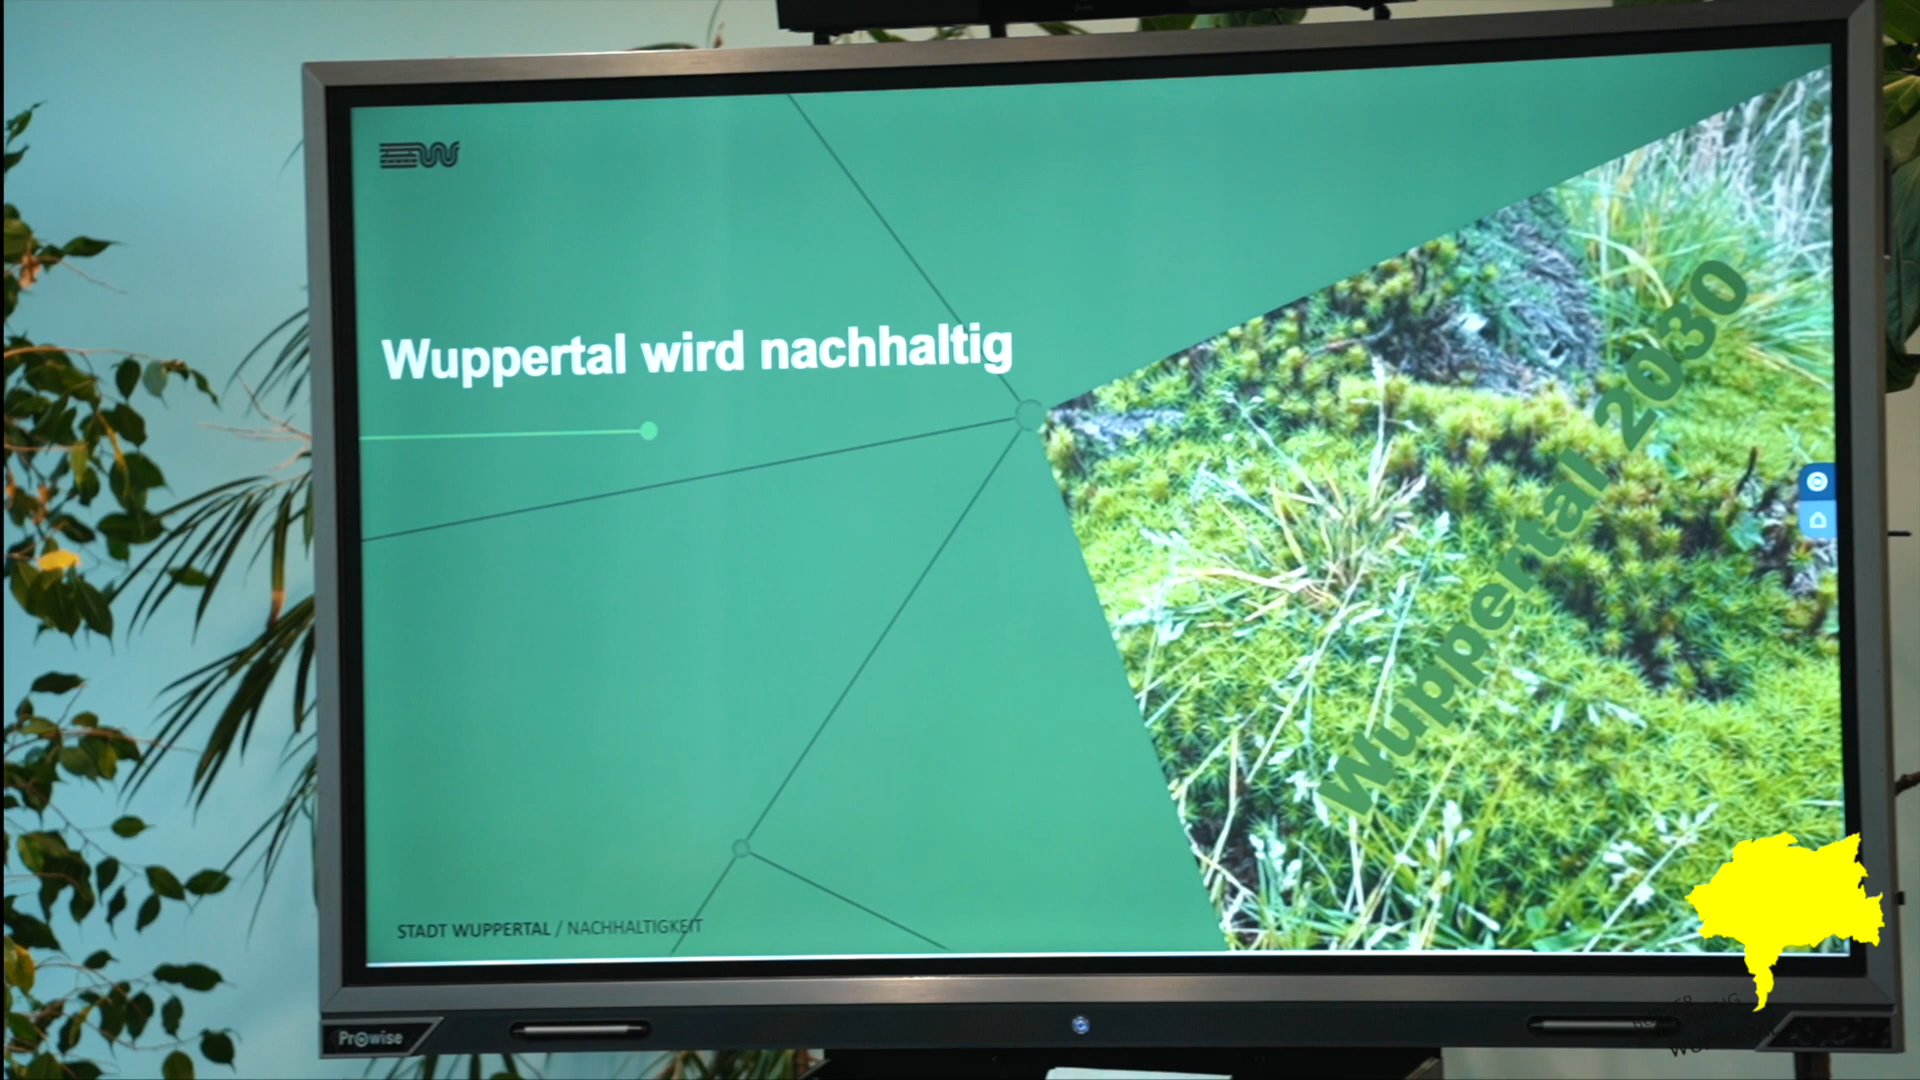 W
Wuppertal wird nachhaltig
Wuppertal 2030
STADT WUPPERTAL / NACHHALTIGKEIT
Prowise